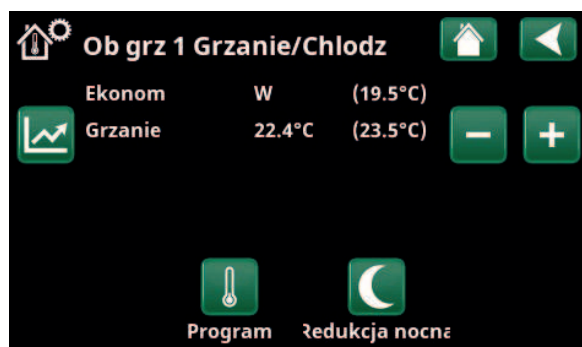 Ob grz 1 Grzanie/Chlodz
Ekonom W (19.5°C)
Grzanie 22.4°C (23.5°C)
Program Redukcja nocna